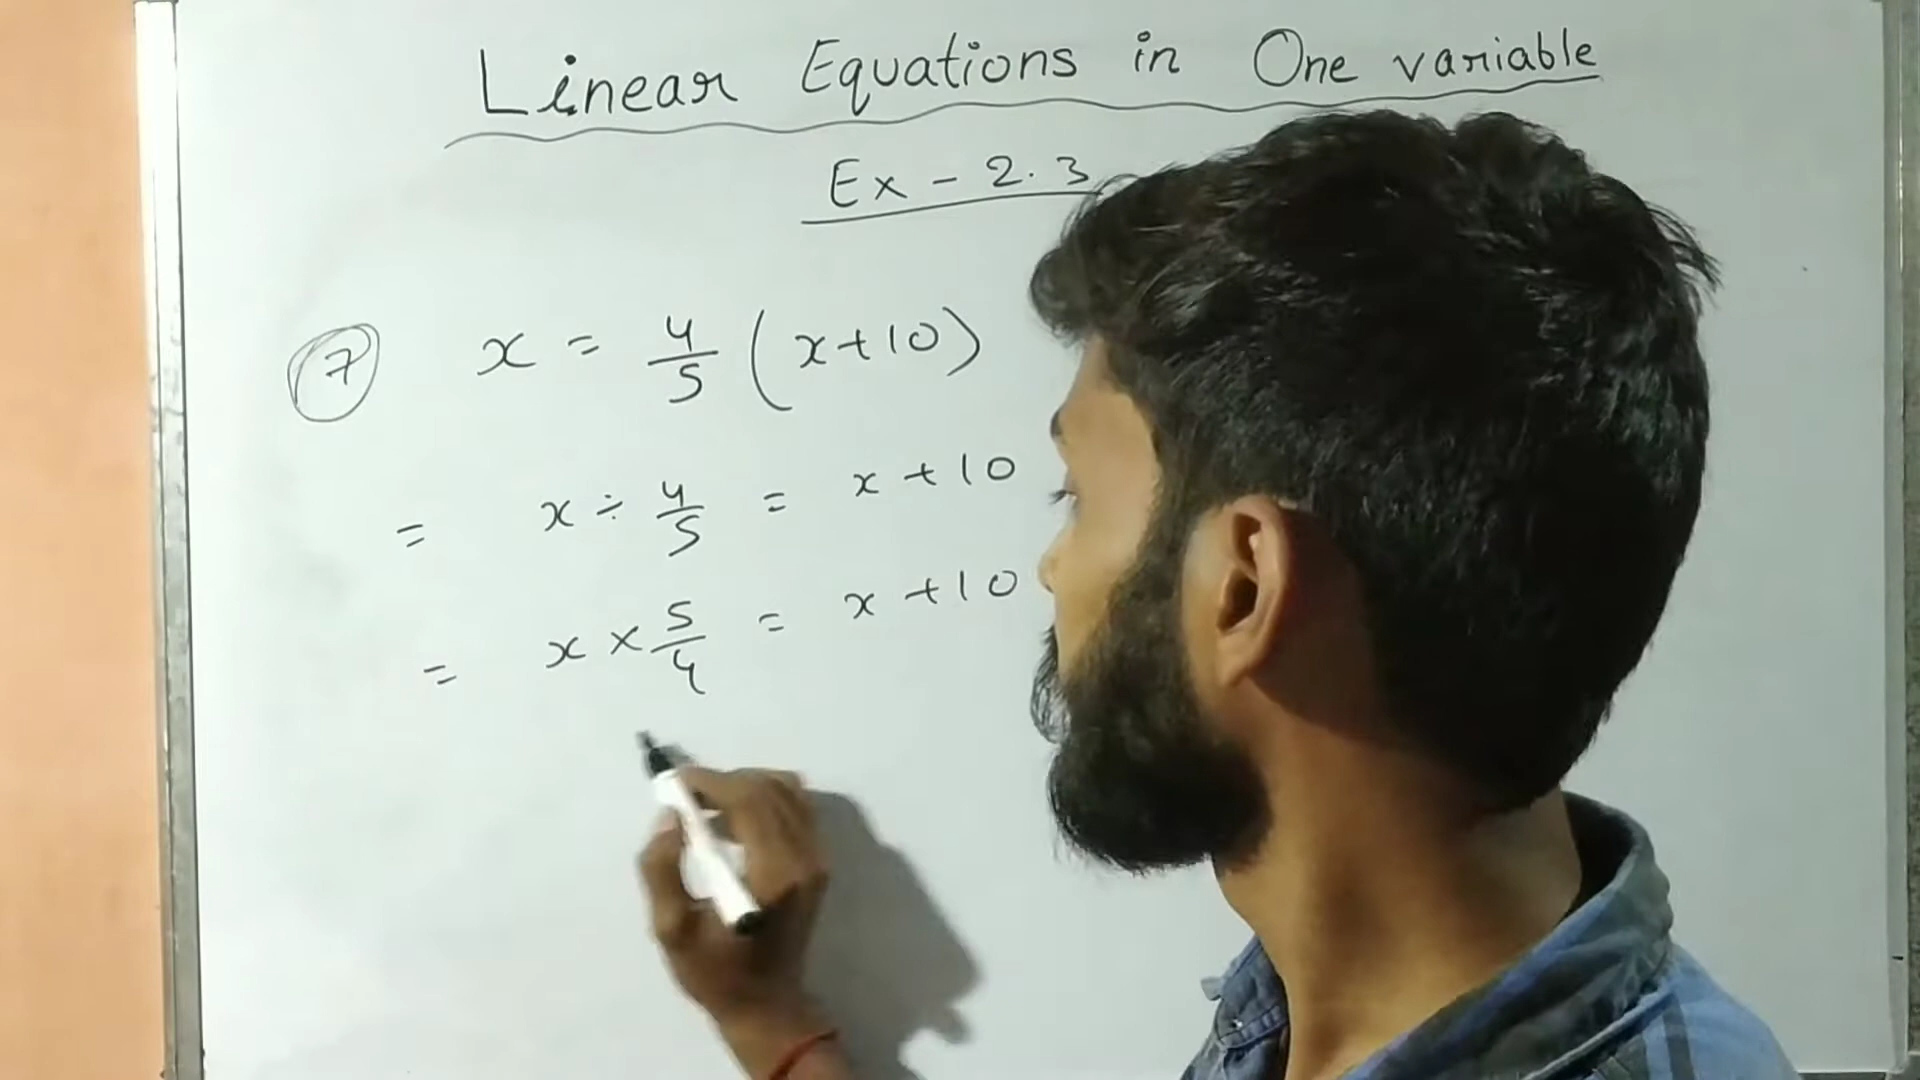 Linear Equations in One variable
Ex - 2.3
7 x = 4/5 (x+10)
= x ÷ 4/5 = x + 10
= x × 5/4 = x + 10